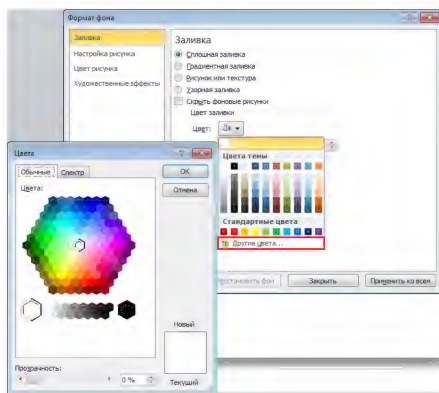 Формат фона
Заливка
Настройка рисунка
Цвет рисунка
Художественные эффекты
Заливка
Сплошная заливка
Градиентная заливка
Рисунок или текстура
Узорная заливка
Скрыть фоновые рисунки
Цвет заливки
Цвет:
Цвета темы
Стандартные цвета
Другие цвета...
Восстановить фон
Закрыть
Применить ко всем
Цвета
Обычные
Спектр
ОК
Отмена
Цвета:
Новый
Прозрачность:
0 %
Текущий